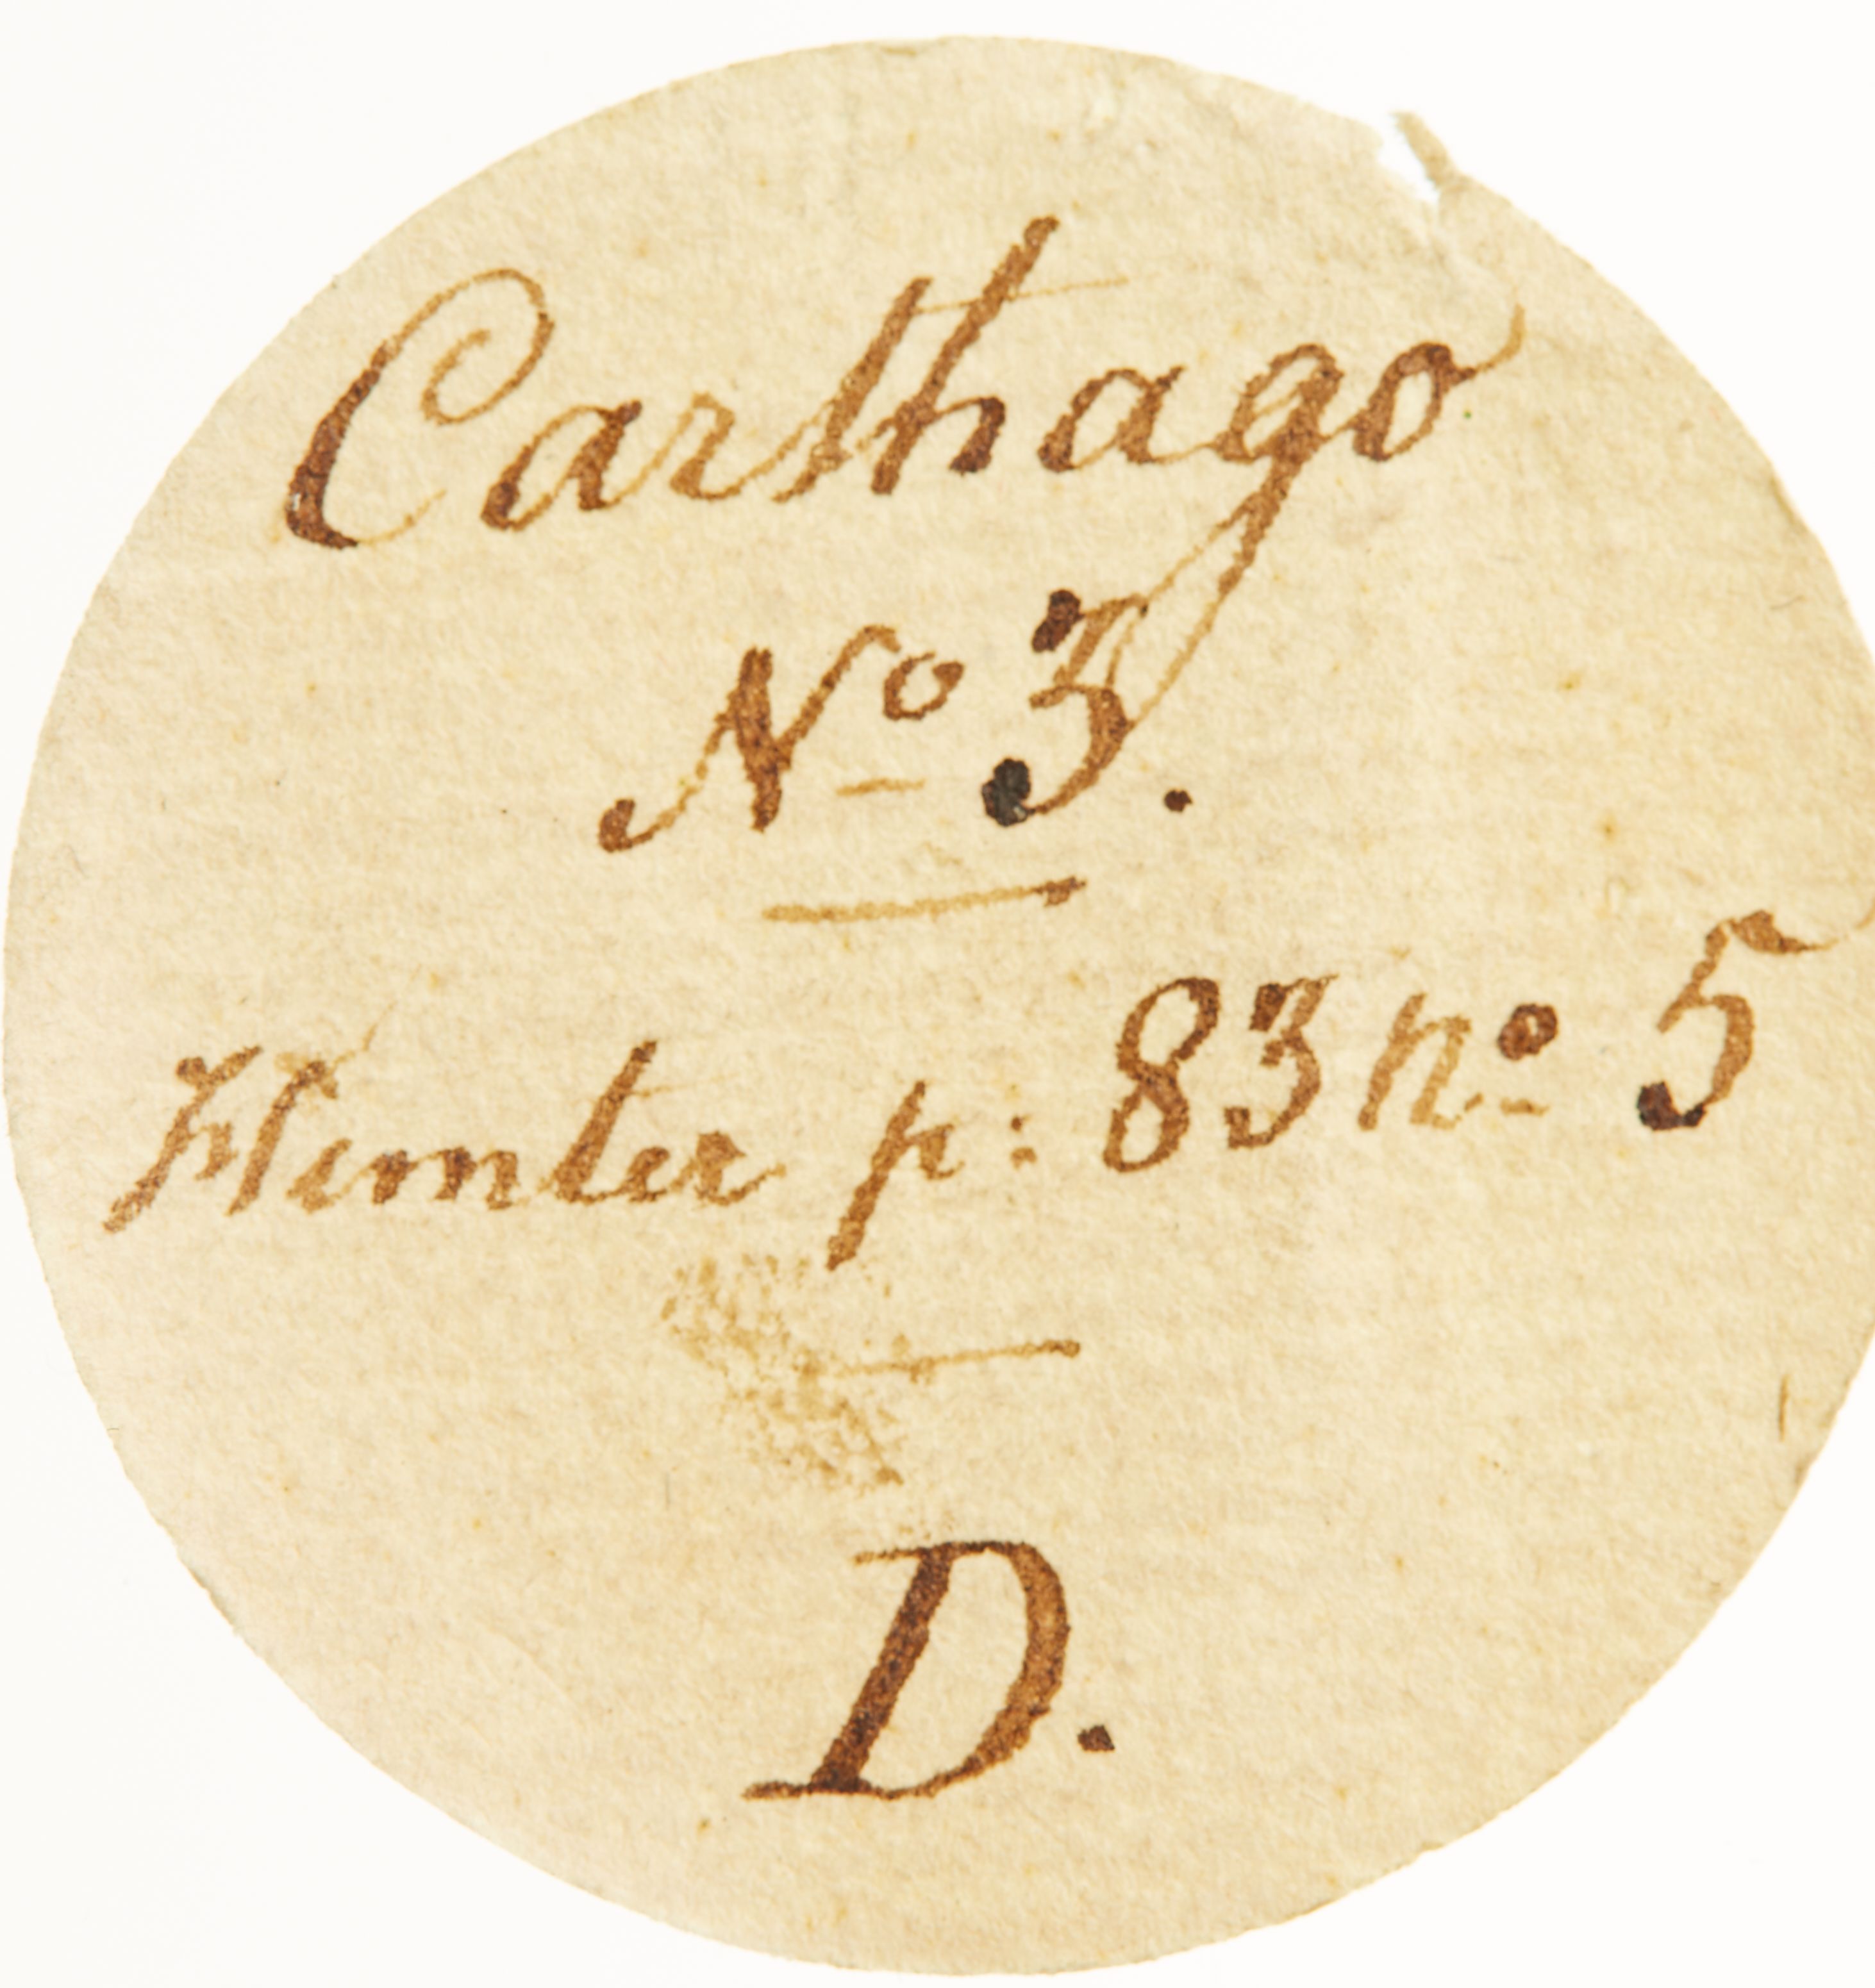 Carthago
Nº 3.
Hunter p: 83 nº 5
D.